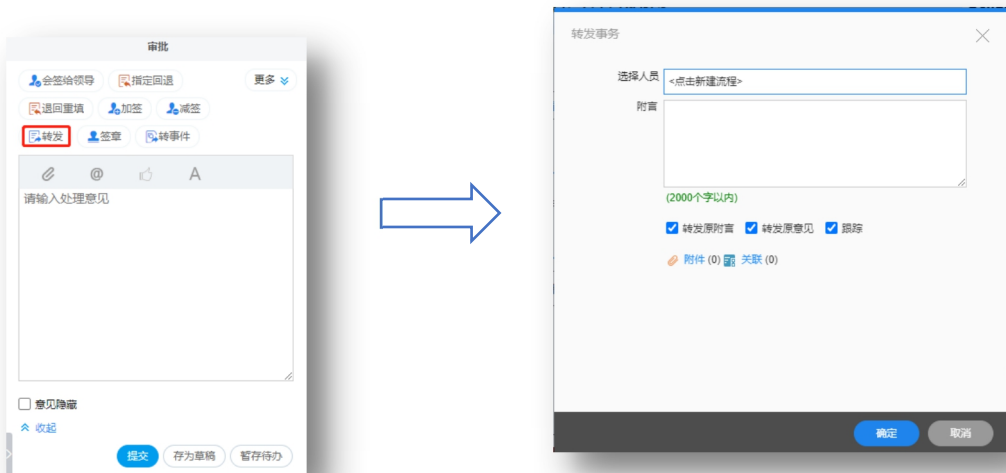 审批
会签给领导 指定回退 更多
退回重填 加签 减签
转发 签章 转事件
@ A
请输入处理意见
意见隐藏
收起
提交 存为草稿 暂存待办
转发事务
选择人员 <点击新建流程>
附言
(2000个字以内)
转发原附言 转发原意见 跟踪
附件 (0) 关联 (0)
确定 取消